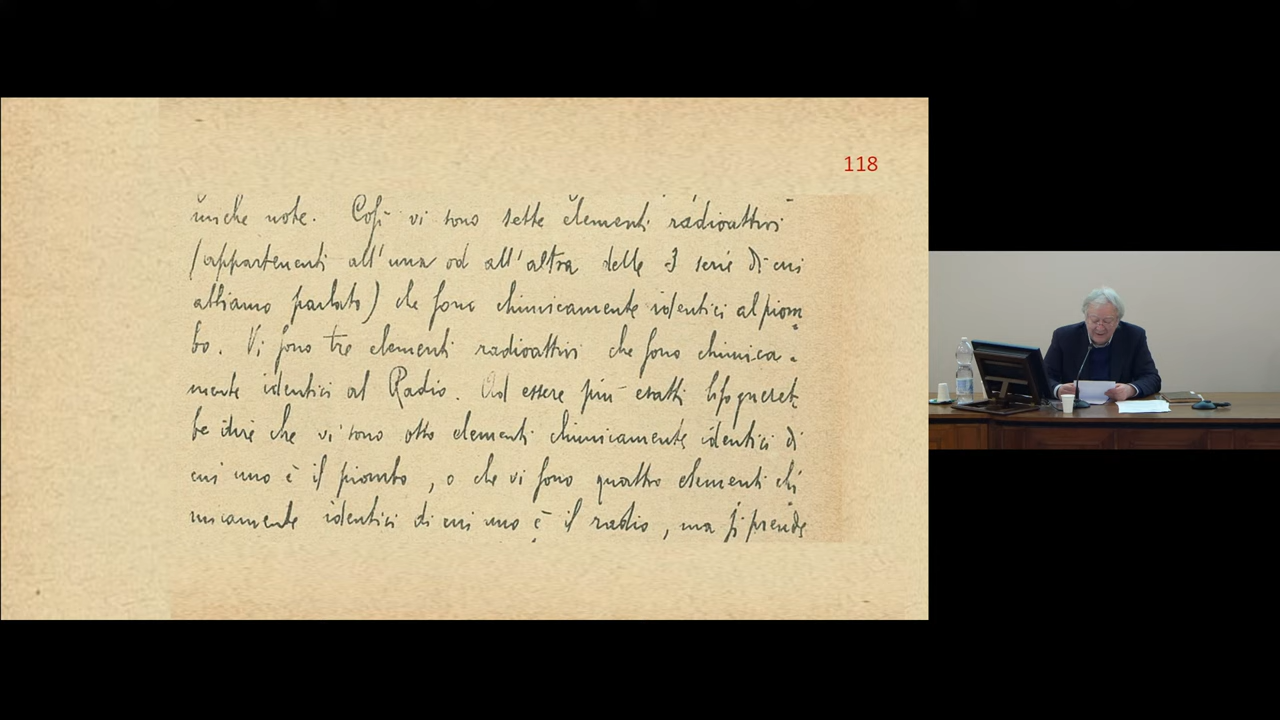 118
miche note. Così vi sono sette elementi radioattivi
(appartenenti all'una od all'altra delle 3 serie di cui
abbiamo parlato) che sono chimicamente identici al piom
bo. Vi sono tre elementi radioattivi che sono chimica-
mente identici al Radio. Ad essere più esatti bisognereb
be dire che vi sono otto elementi chimicamente identici di
cui uno è il piombo, o che vi sono quattro elementi chi
micamente identici di cui uno è il radio, ma si prende